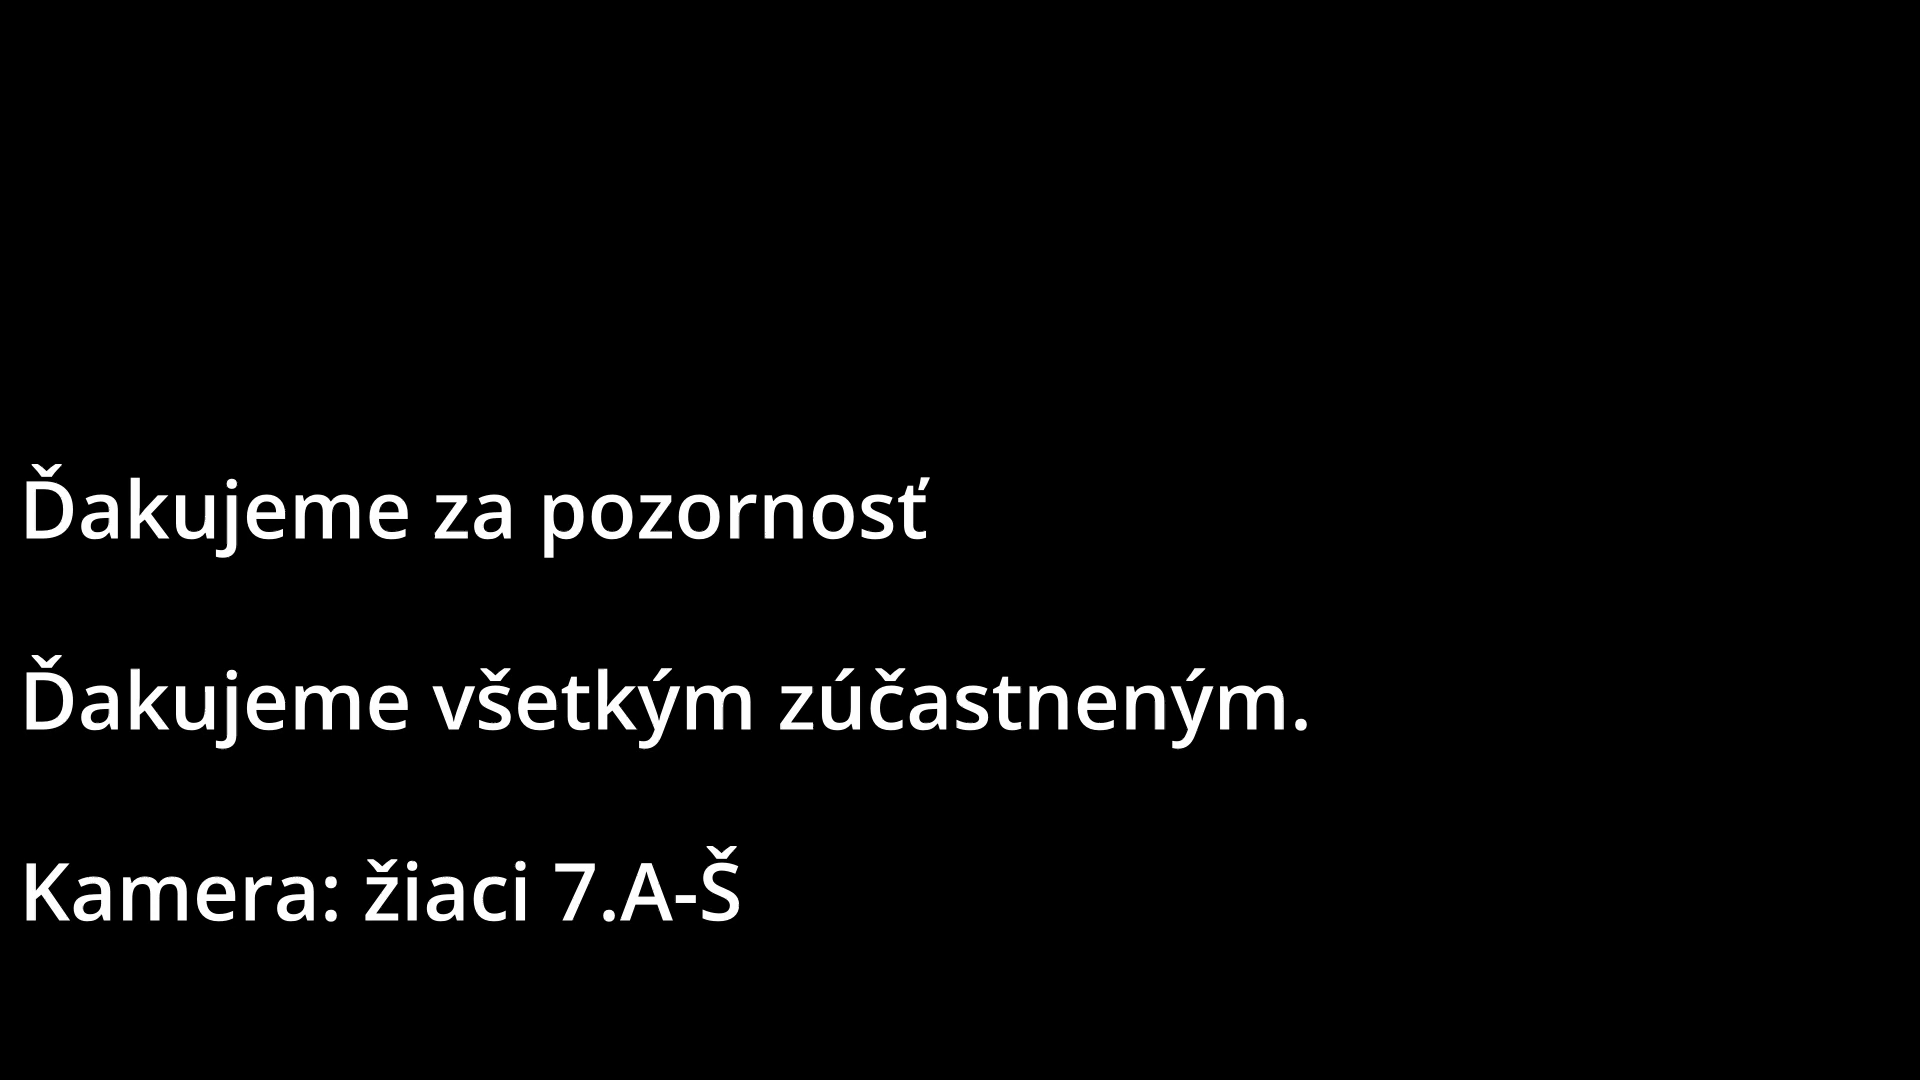 Ďakujeme za pozornosť
Ďakujeme všetkým zúčastneným.
Kamera: žiaci 7.A-Š